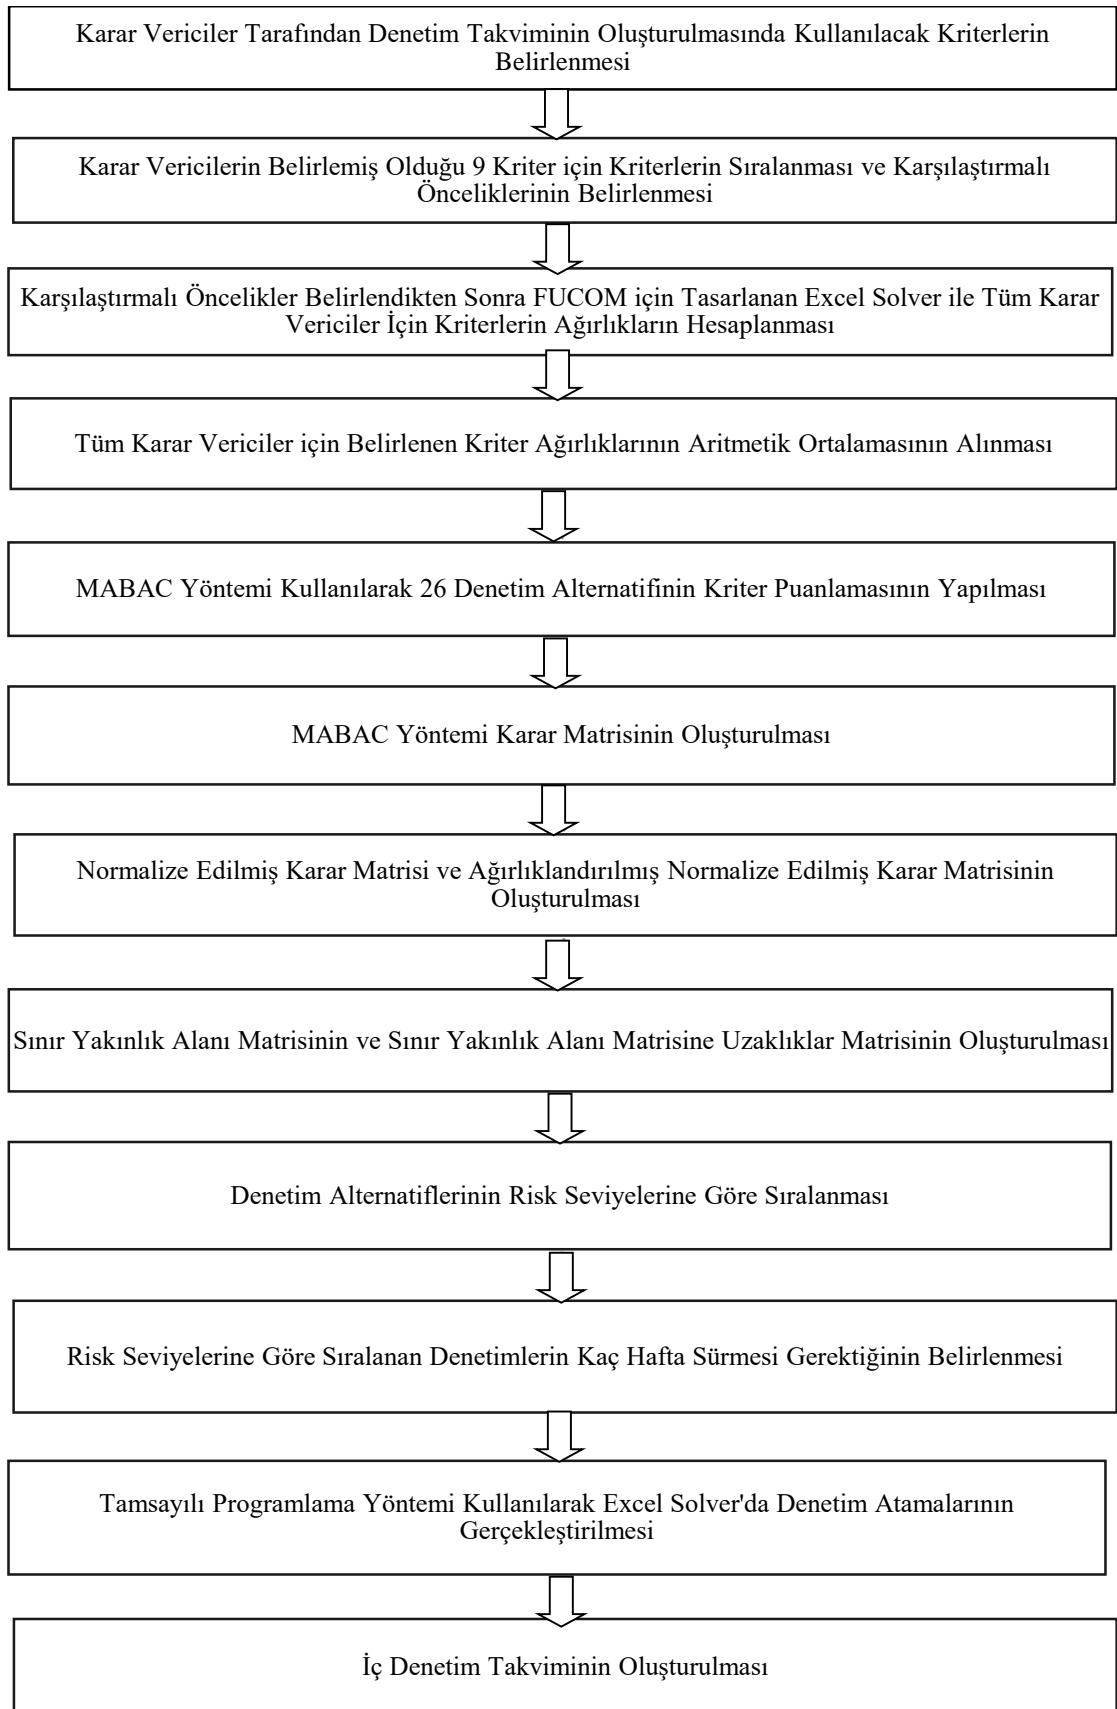 Karar Vericiler Tarafından Denetim Takviminin Oluşturulmasında Kullanılacak Kriterlerin
Belirlenmesi
Karar Vericilerin Belirlemiş Olduğu 9 Kriter için Kriterlerin Sıralanması ve Karşılaştırmalı
Önceliklerinin Belirlenmesi
Karşılaştırmalı Öncelikler Belirlendikten Sonra FUCOM için Tasarlanan Excel Solver ile Tüm Karar
Vericiler İçin Kriterlerin Ağırlıkların Hesaplanması
Tüm Karar Vericiler için Belirlenen Kriter Ağırlıklarının Aritmetik Ortalamasının Alınması
MABAC Yöntemi Kullanılarak 26 Denetim Alternatifinin Kriter Puanlamasının Yapılması
MABAC Yöntemi Karar Matrisinin Oluşturulması
Normalize Edilmiş Karar Matrisi ve Ağırlıklandırılmış Normalize Edilmiş Karar Matrisinin
Oluşturulması
Sınır Yakınlık Alanı Matrisinin ve Sınır Yakınlık Alanı Matrisine Uzaklıklar Matrisinin Oluşturulması
Denetim Alternatiflerinin Risk Seviyelerine Göre Sıralanması
Risk Seviyelerine Göre Sıralanan Denetimlerin Kaç Hafta Sürmesi Gerektiğinin Belirlenmesi
Tamsayılı Programlama Yöntemi Kullanılarak Excel Solver'da Denetim Atamalarının
Gerçekleştirilmesi
İç Denetim Takviminin Oluşturulması